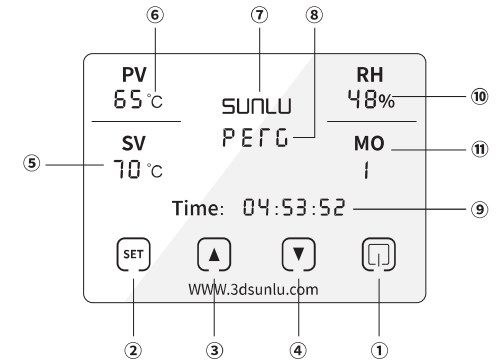 ⑥ ⑦ ⑧
PV
65°C
SUNLU
PETG
RH
48%
⑩
⑤
SV
70°C
MO
1
⑪
Time: 04:53:52
⑨
SET ▲ ▼
WWW.3dsunlu.com
② ③ ④ ①